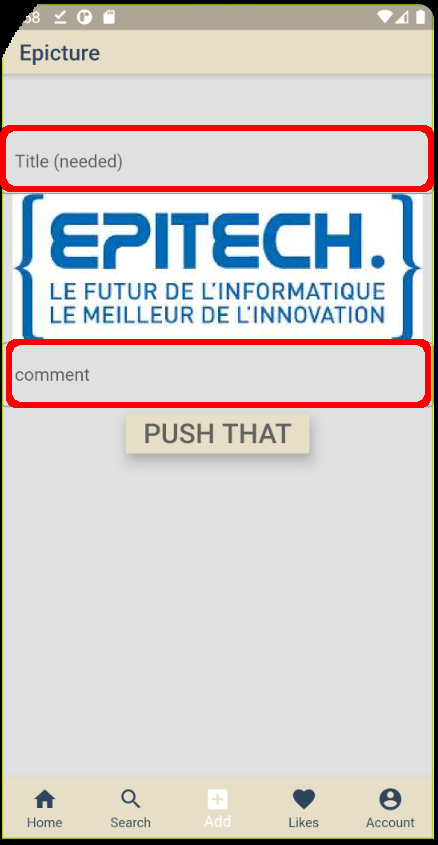 Epicture
Title (needed)
{EPITECH.}
LE FUTUR DE L'INFORMATIQUE
LE MEILLEUR DE L'INNOVATION
comment
PUSH THAT
Home Search Add Likes Account